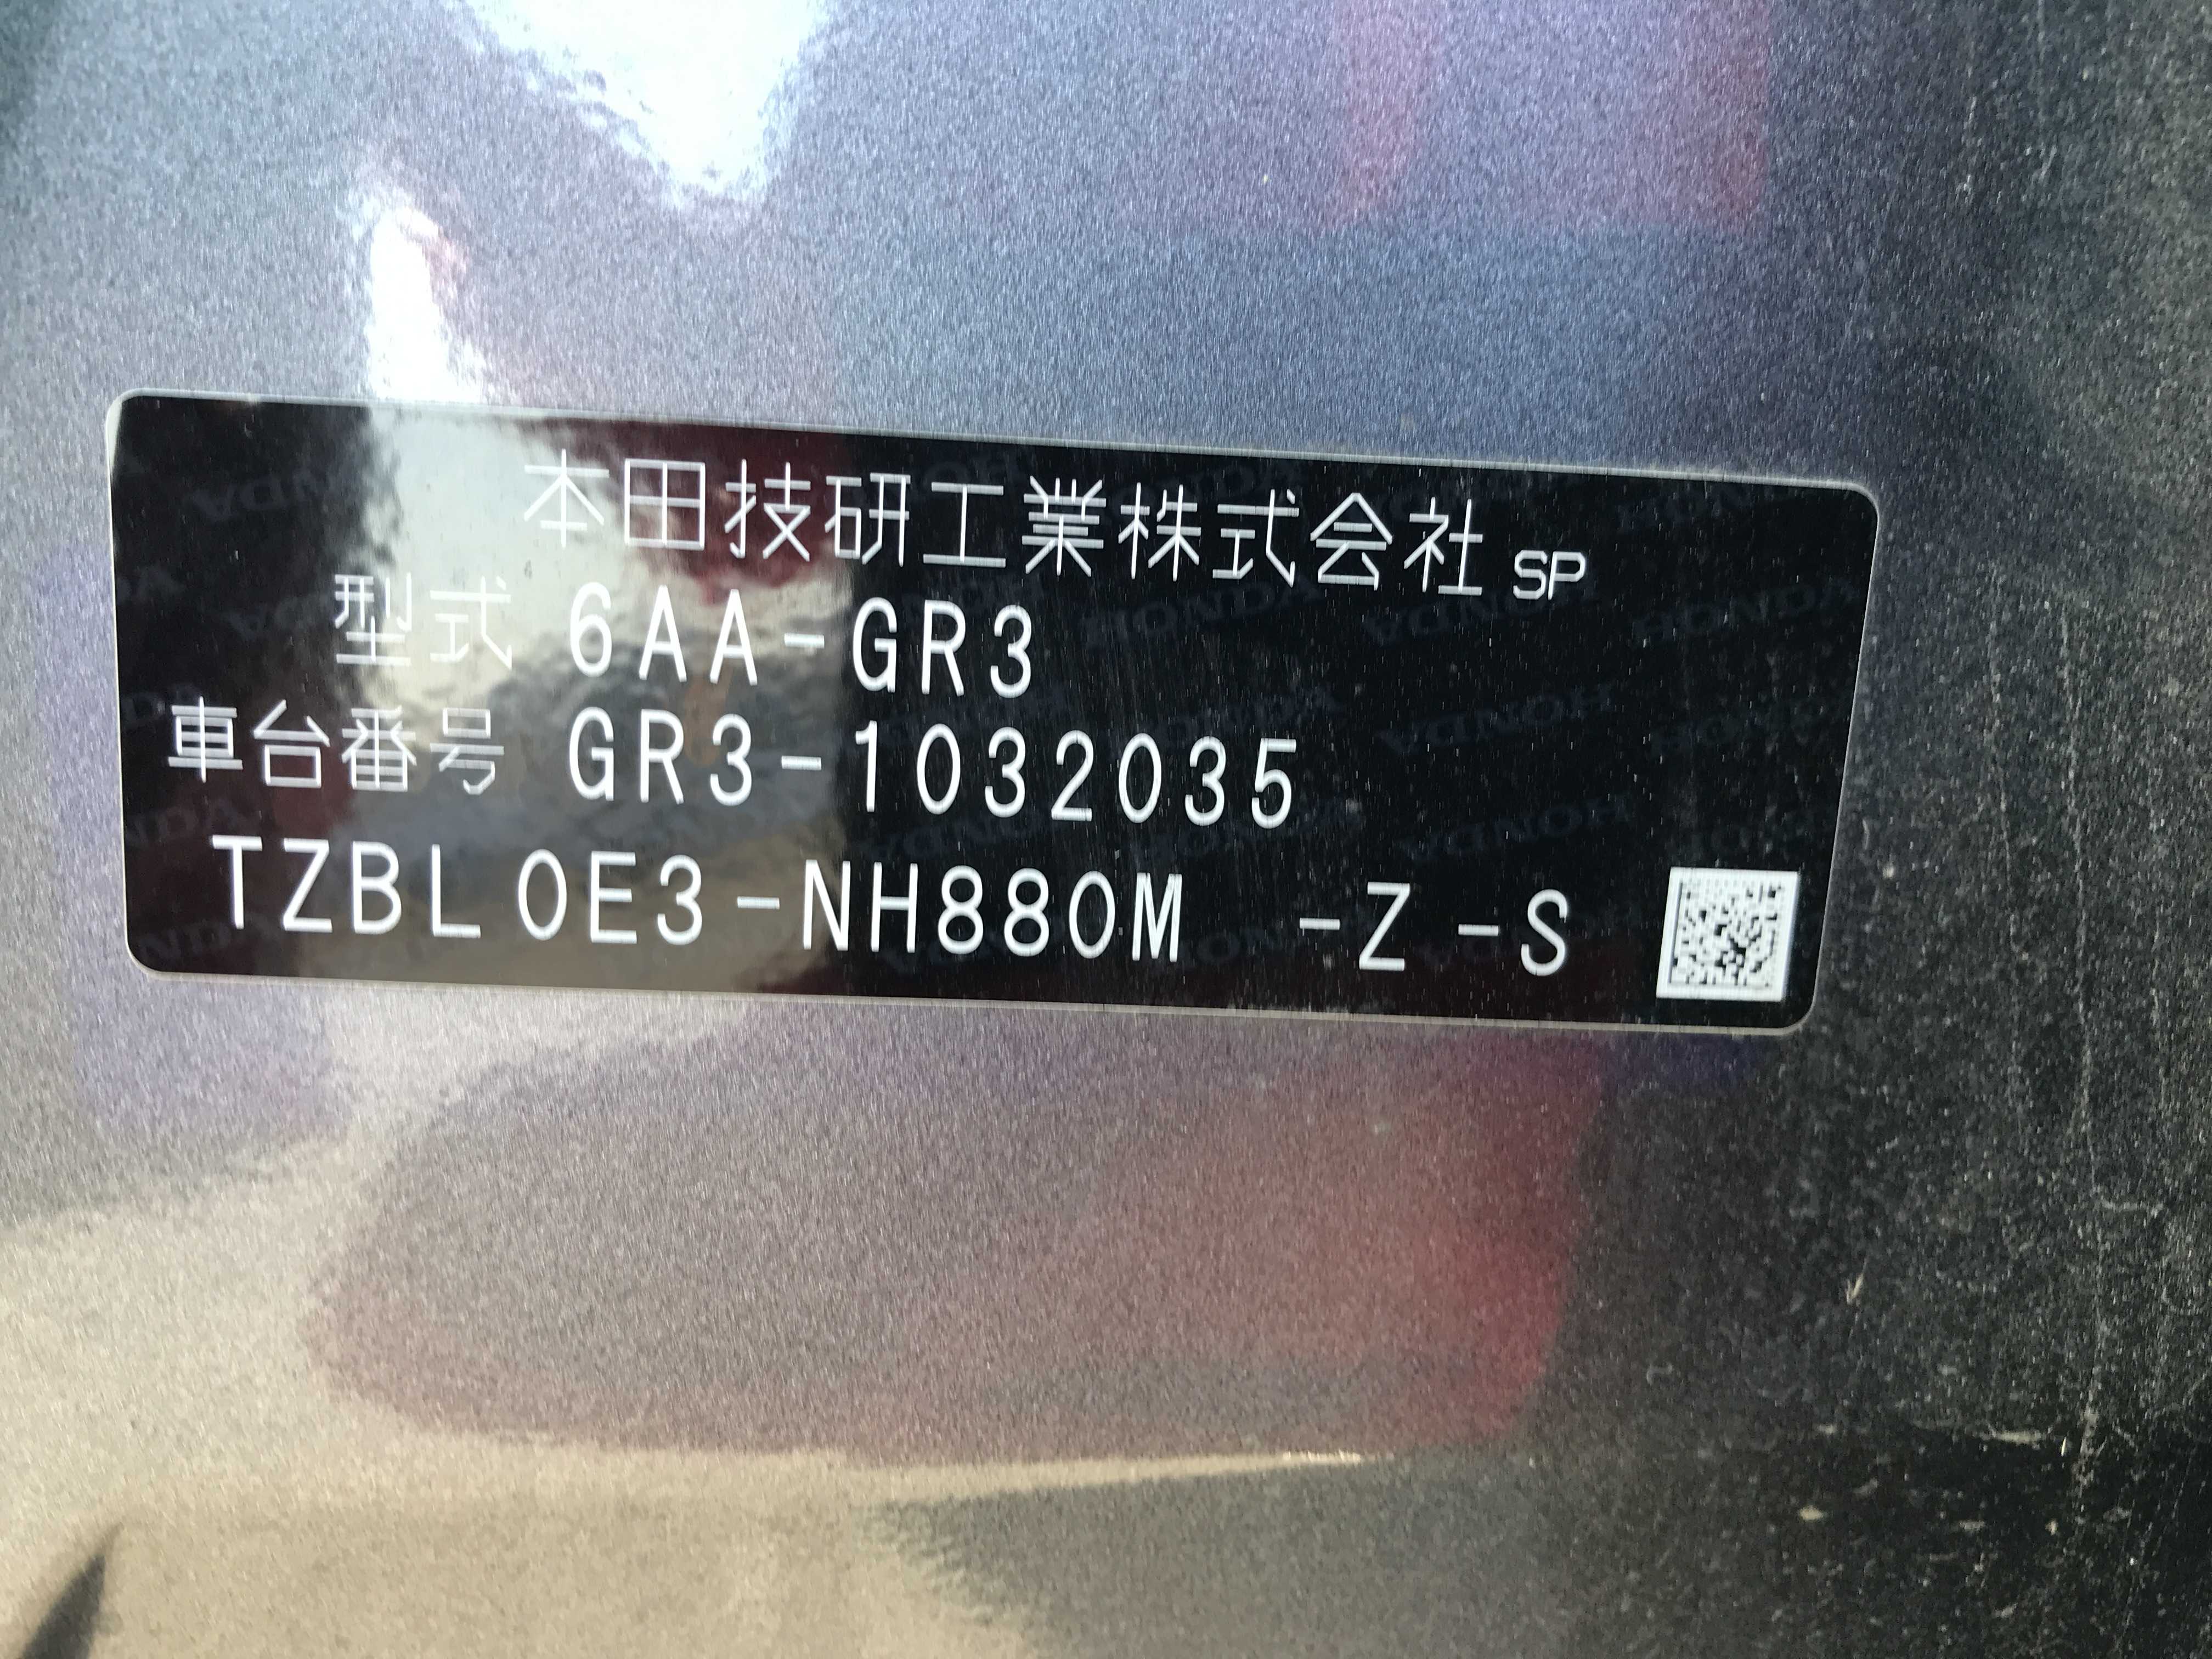 本田技研工業株式会社 SP
型式 6AA-GR3
車台番号 GR3-1032035
TZBL0E3-NH880M -Z-S